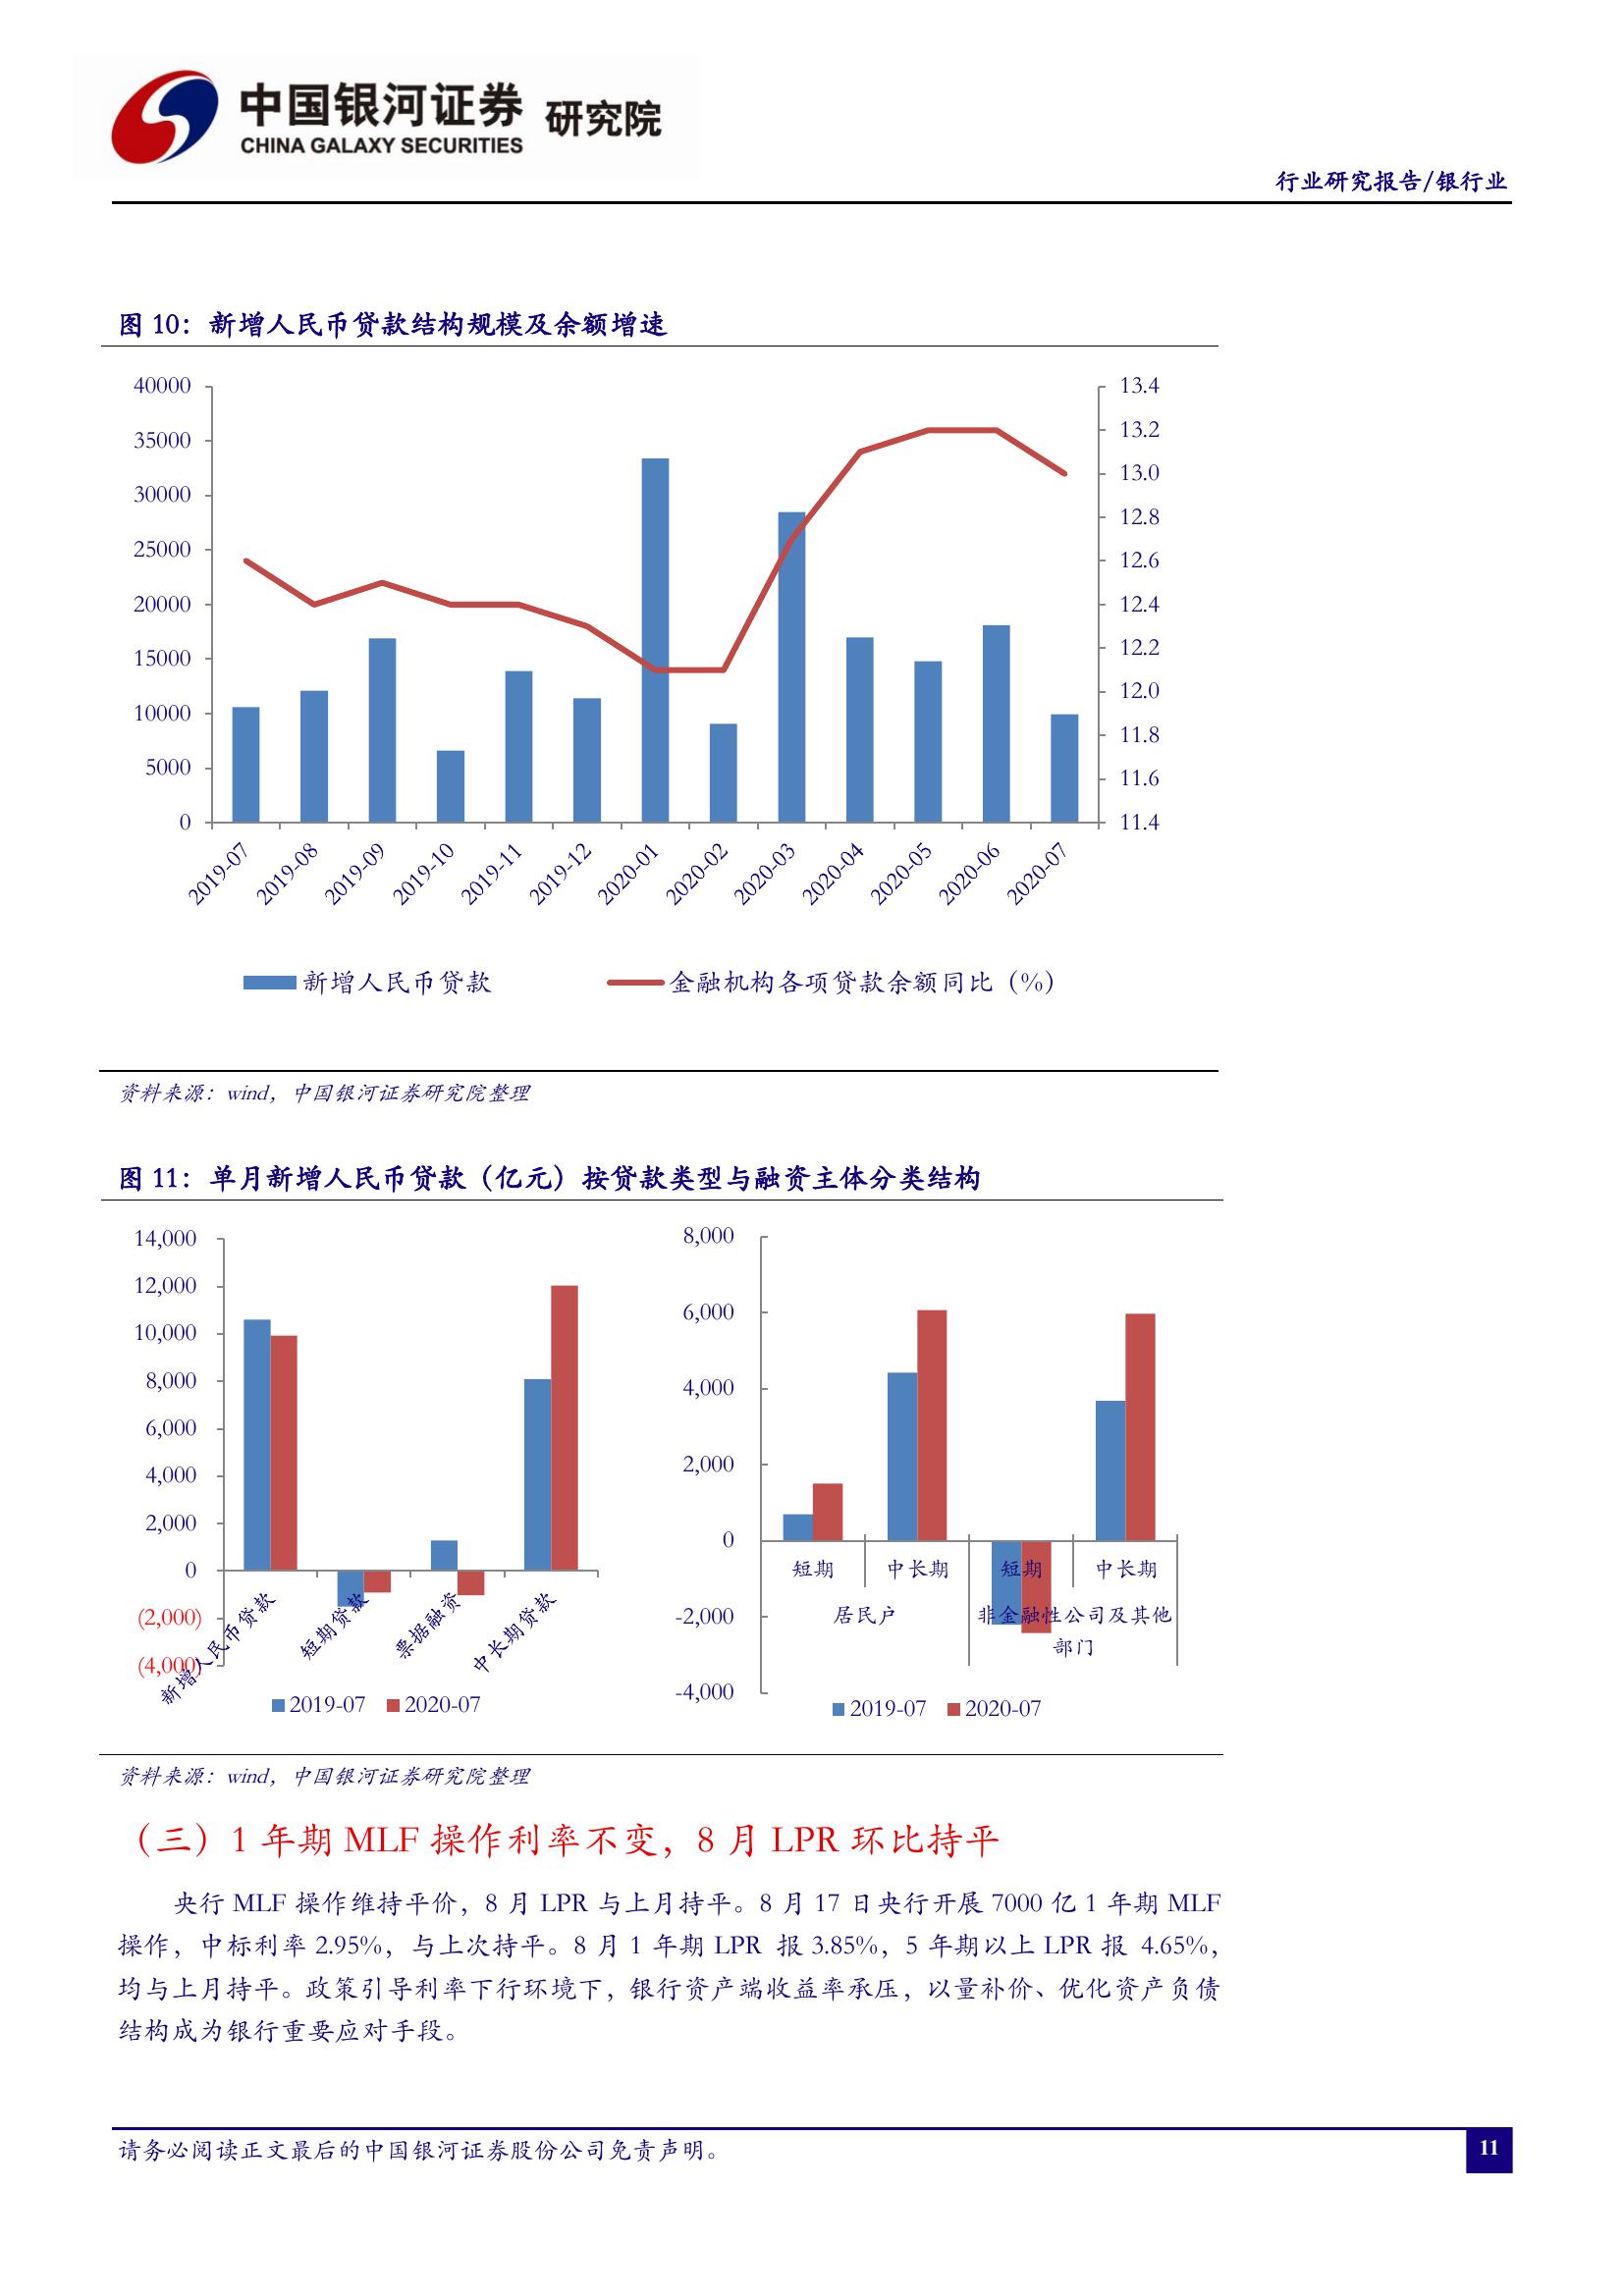 中国银河证券 研究院
CHINA GALAXY SECURITIES
行业研究报告/银行业
图 10：新增人民币贷款结构规模及余额增速
40000
35000
30000
25000
20000
15000
10000
5000
0
13.4
13.2
13.0
12.8
12.6
12.4
12.2
12.0
11.8
11.6
11.4
2019-07
2019-08
2019-09
2019-10
2019-11
2019-12
2020-01
2020-02
2020-03
2020-04
2020-05
2020-06
2020-07
新增人民币贷款
金融机构各项贷款余额同比（%）
资料来源：wind，中国银河证券研究院整理
图 11：单月新增人民币贷款（亿元）按贷款类型与融资主体分类结构
14,000
12,000
10,000
8,000
6,000
4,000
2,000
0
(2,000)
(4,000)
新增人民币贷款
短期贷款
票据融资
中长期贷款
2019-07 2020-07
8,000
6,000
4,000
2,000
0
-2,000
-4,000
短期 中长期 短期 中长期
居民户 非金融性公司及其他
部门
2019-07 2020-07
资料来源：wind，中国银河证券研究院整理
（三）1 年期 MLF 操作利率不变，8 月 LPR 环比持平
央行 MLF 操作维持平价，8 月 LPR 与上月持平。8 月 17 日央行开展 7000 亿 1 年期 MLF
操作，中标利率 2.95%，与上次持平。8 月 1 年期 LPR 报 3.85%，5 年期以上 LPR 报 4.65%，
均与上月持平。政策引导利率下行环境下，银行资产端收益率承压，以量补价、优化资产负债
结构成为银行重要应对手段。
请务必阅读正文最后的中国银河证券股份公司免责声明。
11